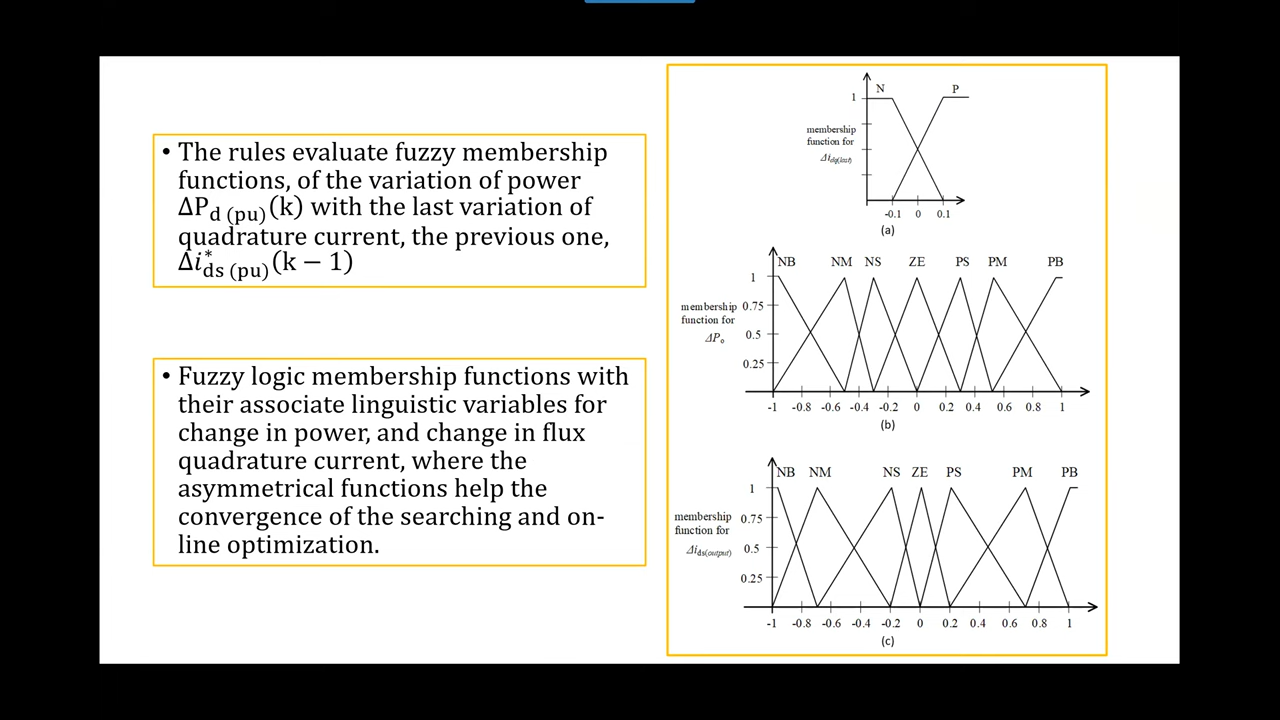 • The rules evaluate fuzzy membership
functions, of the variation of power
ΔP_d (pu)(k) with the last variation of
quadrature current, the previous one,
Δi*_ds (pu)(k − 1)
• Fuzzy logic membership functions with
their associate linguistic variables for
change in power, and change in flux
quadrature current, where the
asymmetrical functions help the
convergence of the searching and on-
line optimization.
N P
1
membership
function for
Δi_dq(last)
-0.1 0 0.1
(a)
NB NM NS ZE PS PM PB
1
0.75
0.5
0.25
membership
function for
ΔP_o
-1 -0.8 -0.6 -0.4 -0.2 0 0.2 0.4 0.6 0.8 1
(b)
NB NM NS ZE PS PM PB
1
0.75
0.5
0.25
membership
function for
Δi_ds(output)
-1 -0.8 -0.6 -0.4 -0.2 0 0.2 0.4 0.6 0.8 1
(c)